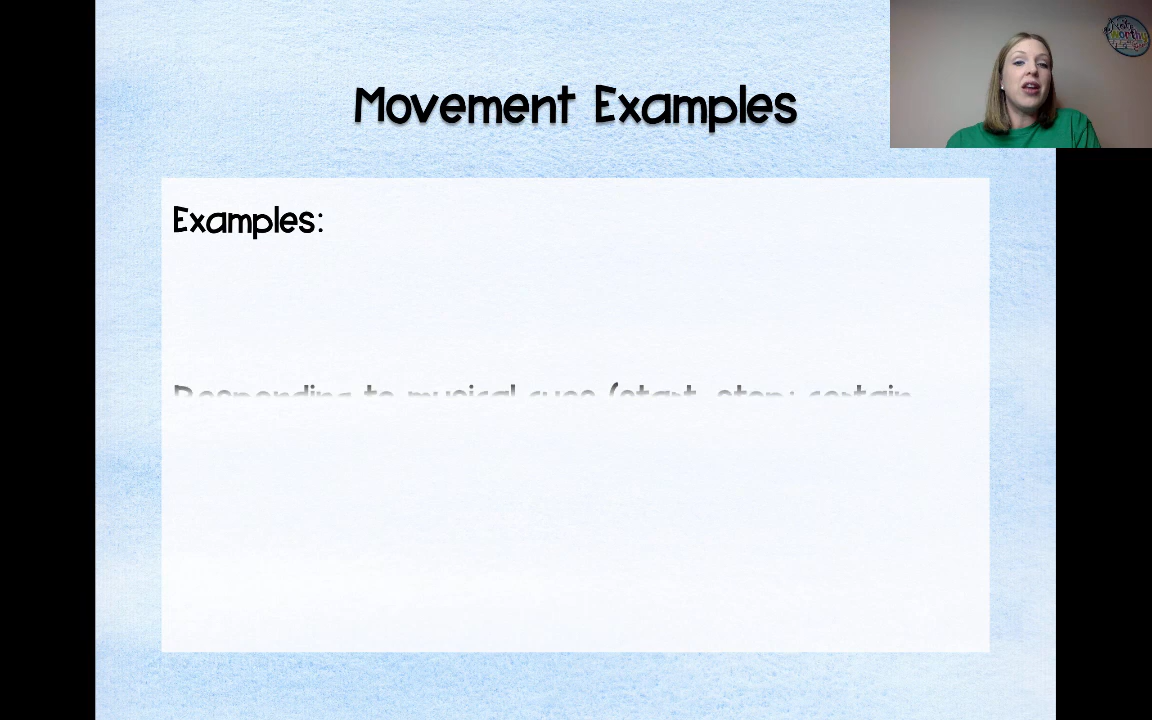 Movement Examples
Examples:
Responding to musical cues (start, stop; certain